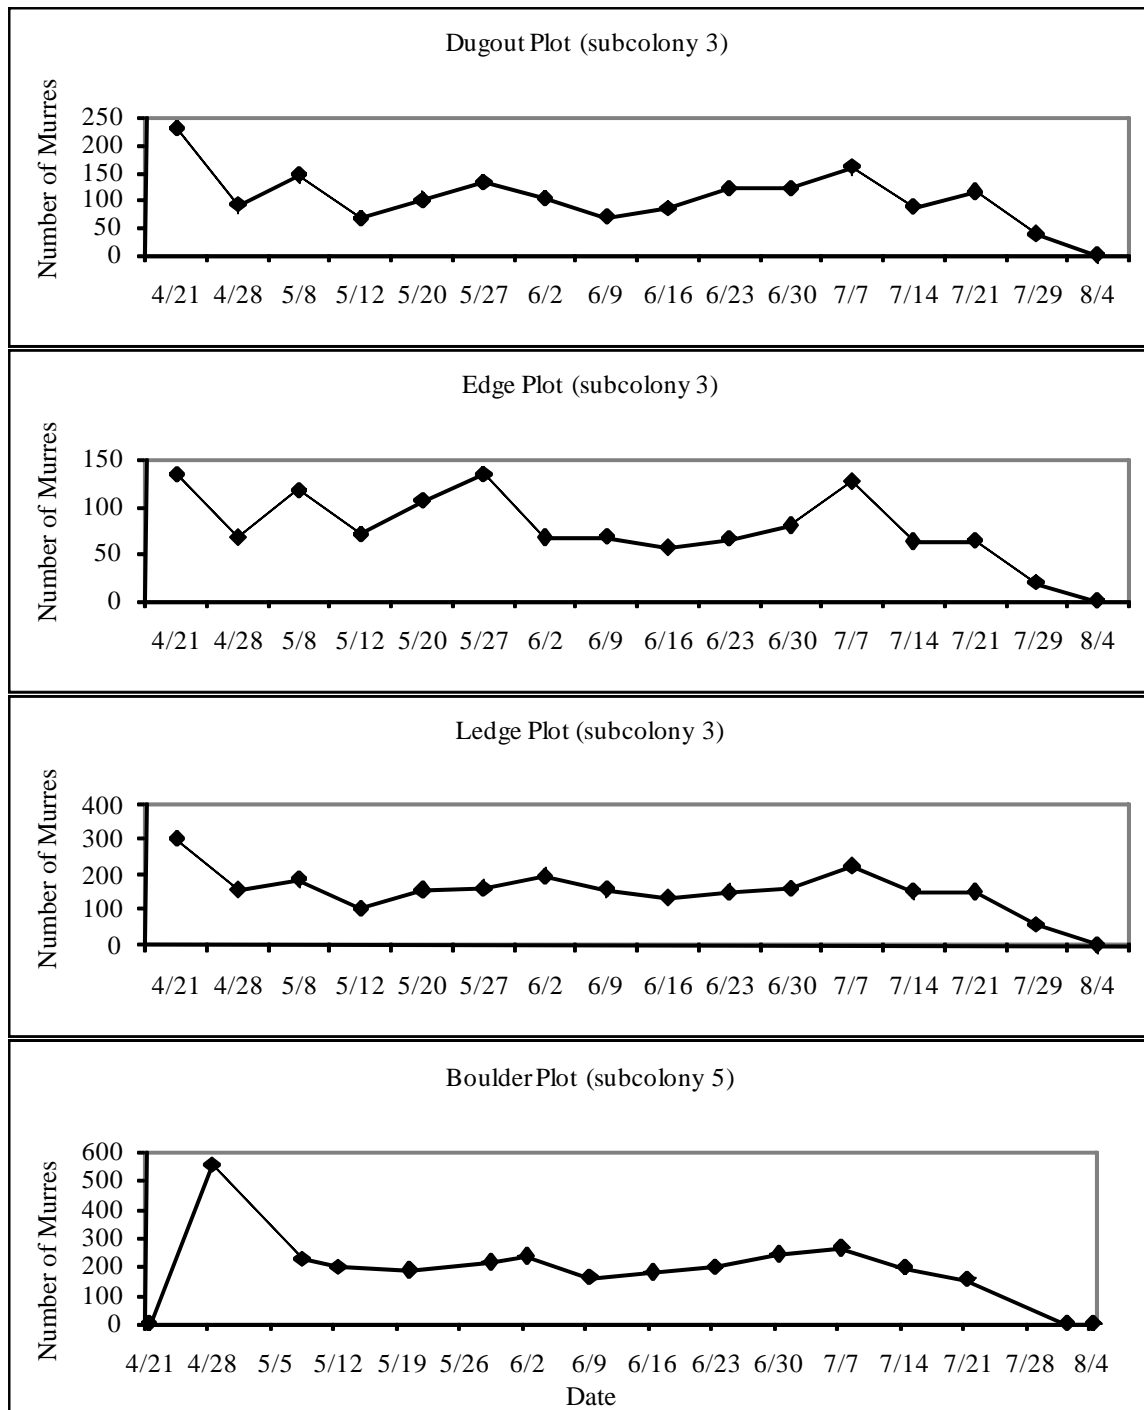 Dugout Plot (subcolony 3)
Number of Murres
250
200
150
100
50
0
4/21 4/28 5/8 5/12 5/20 5/27 6/2 6/9 6/16 6/23 6/30 7/7 7/14 7/21 7/29 8/4
Edge Plot (subcolony 3)
Number of Murres
150
100
50
0
4/21 4/28 5/8 5/12 5/20 5/27 6/2 6/9 6/16 6/23 6/30 7/7 7/14 7/21 7/29 8/4
Ledge Plot (subcolony 3)
Number of Murres
400
300
200
100
0
4/21 4/28 5/8 5/12 5/20 5/27 6/2 6/9 6/16 6/23 6/30 7/7 7/14 7/21 7/29 8/4
Boulder Plot (subcolony 5)
Number of Murres
600
500
400
300
200
100
0
4/21 4/28 5/5 5/12 5/19 5/26 6/2 6/9 6/16 6/23 6/30 7/7 7/14 7/21 7/28 8/4
Date